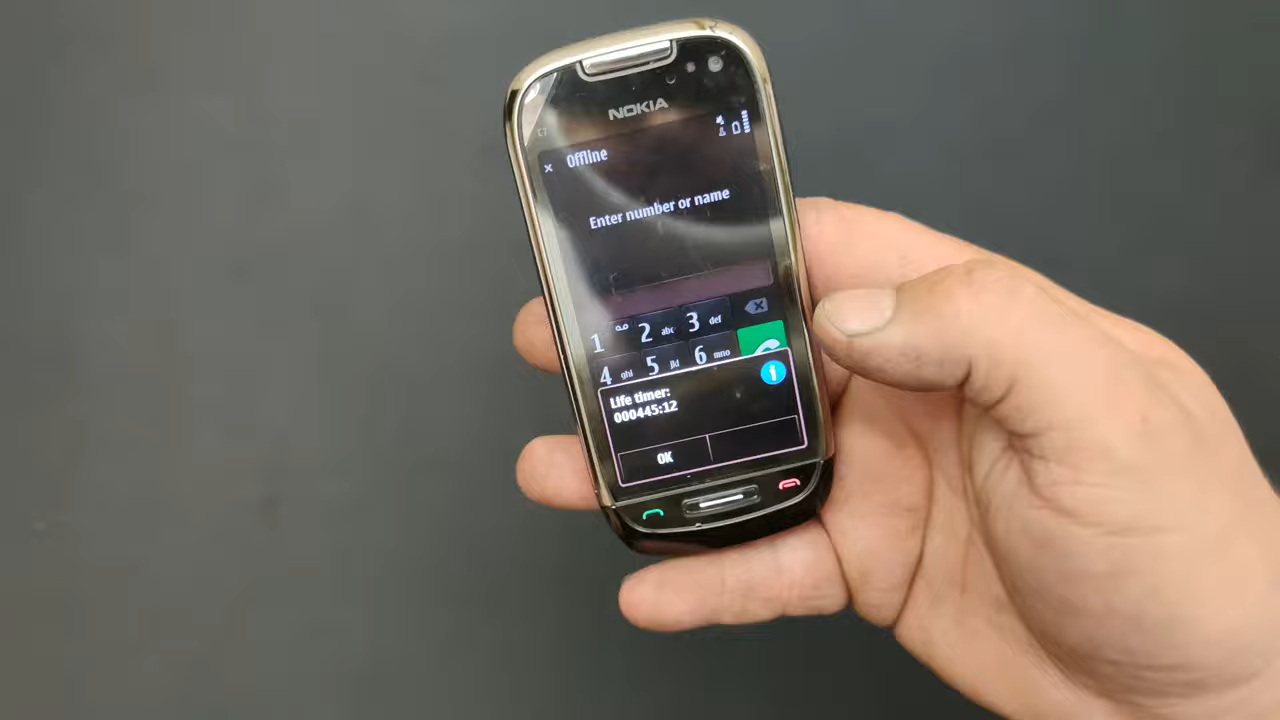 NOKIA
C7
Offline
Enter number or name
1 2 abc 3 def
4 ghi 5 jkl 6 mno
Life timer:
000445:12
OK